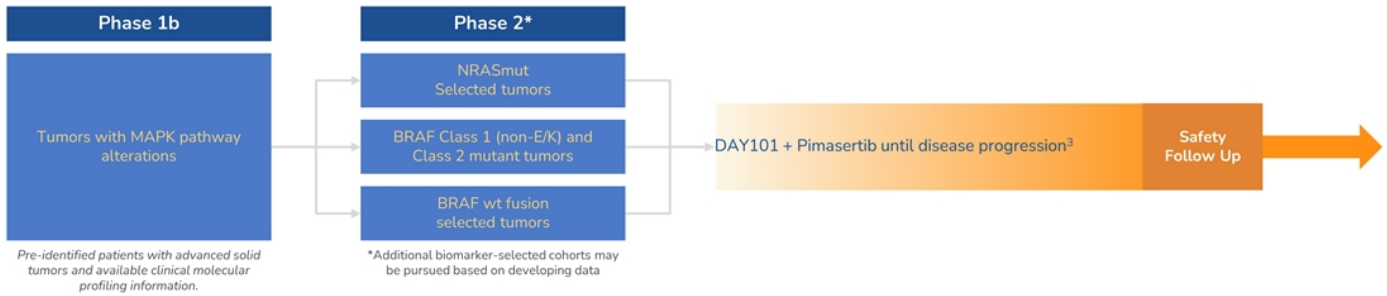 Phase 1b
Tumors with MAPK pathway
alterations
Pre-identified patients with advanced solid
tumors and available clinical molecular
profiling information.
Phase 2*
NRASmut
Selected tumors
BRAF Class 1 (non-E/K) and
Class 2 mutant tumors
BRAF wt fusion
selected tumors
*Additional biomarker-selected cohorts may
be pursued based on developing data
DAY101 + Pimasertib until disease progression³
Safety
Follow Up